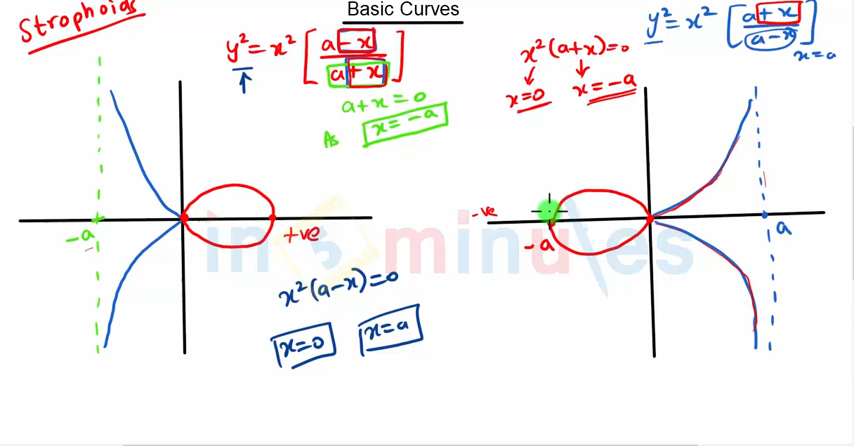 Basic Curves
Strophoids
y² = x² [ (a - x) / (a + x) ]
a + x = 0
As x = -a
x²(a+x)=0
x=0 x=-a
y² = x² [ (a + x) / (a - x) ]
x=a
-a
+ve
-ve
-a
a
in 5 minutes
x²(a-x)=0
x=0 x=a